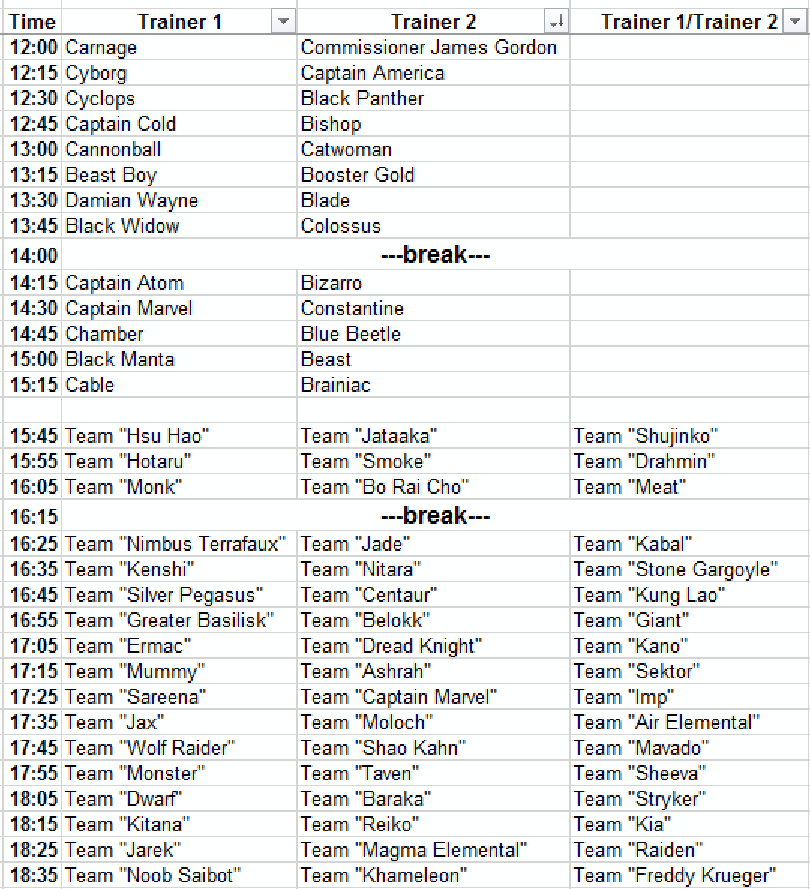 Time Trainer 1 Trainer 2 Trainer 1/Trainer 2
12:00 Carnage Commissioner James Gordon
12:15 Cyborg Captain America
12:30 Cyclops Black Panther
12:45 Captain Cold Bishop
13:00 Cannonball Catwoman
13:15 Beast Boy Booster Gold
13:30 Damian Wayne Blade
13:45 Black Widow Colossus
14:00 ---break---
14:15 Captain Atom Bizarro
14:30 Captain Marvel Constantine
14:45 Chamber Blue Beetle
15:00 Black Manta Beast
15:15 Cable Brainiac
15:45 Team "Hsu Hao" Team "Jataaka" Team "Shujinko"
15:55 Team "Hotaru" Team "Smoke" Team "Drahmin"
16:05 Team "Monk" Team "Bo Rai Cho" Team "Meat"
16:15 ---break---
16:25 Team "Nimbus Terrafaux" Team "Jade" Team "Kabal"
16:35 Team "Kenshi" Team "Nitara" Team "Stone Gargoyle"
16:45 Team "Silver Pegasus" Team "Centaur" Team "Kung Lao"
16:55 Team "Greater Basilisk" Team "Belokk" Team "Giant"
17:05 Team "Ermac" Team "Dread Knight" Team "Kano"
17:15 Team "Mummy" Team "Ashrah" Team "Sektor"
17:25 Team "Sareena" Team "Captain Marvel" Team "Imp"
17:35 Team "Jax" Team "Moloch" Team "Air Elemental"
17:45 Team "Wolf Raider" Team "Shao Kahn" Team "Mavado"
17:55 Team "Monster" Team "Taven" Team "Sheeva"
18:05 Team "Dwarf" Team "Baraka" Team "Stryker"
18:15 Team "Kitana" Team "Reiko" Team "Kia"
18:25 Team "Jarek" Team "Magma Elemental" Team "Raiden"
18:35 Team "Noob Saibot" Team "Khameleon" Team "Freddy Krueger"